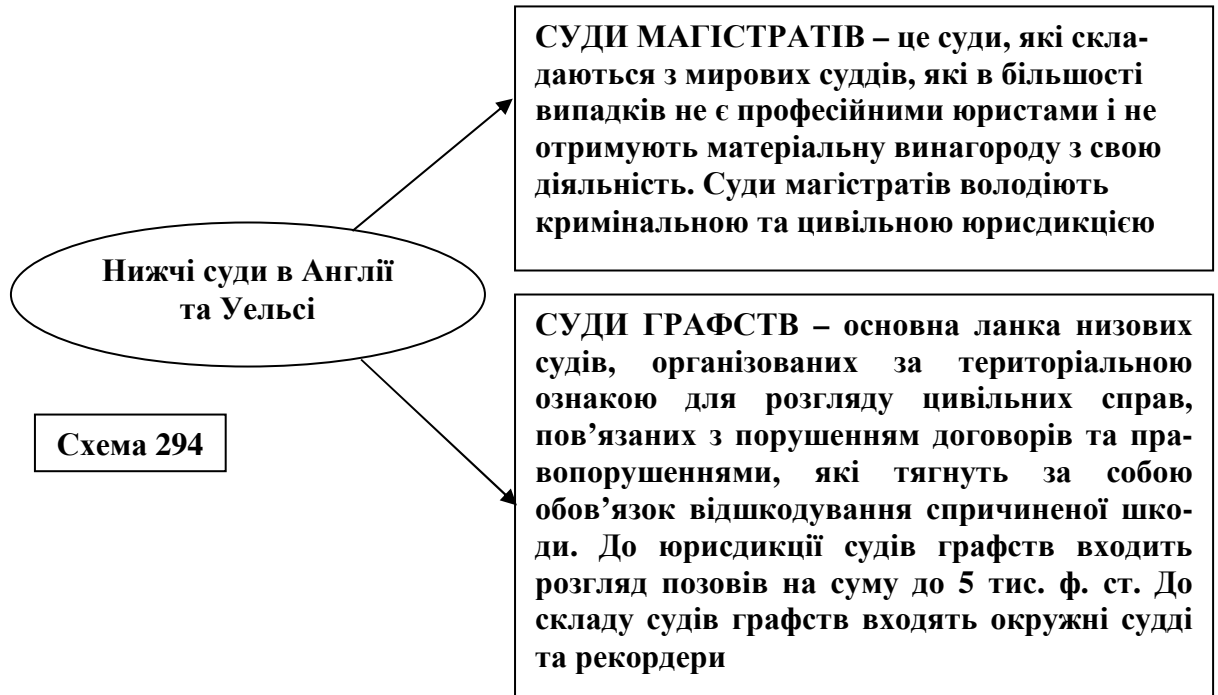 СУДИ МАГІСТРАТІВ – це суди, які скла-
даються з мирових суддів, які в більшості
випадків не є професійними юристами і не
отримують матеріальну винагороду з свою
діяльність. Суди магістратів володіють
кримінальною та цивільною юрисдикцією
Нижчі суди в Англії
та Уельсі
СУДИ ГРАФСТВ – основна ланка низових
судів, організованих за територіальною
ознакою для розгляду цивільних справ,
пов’язаних з порушенням договорів та пра-
вопорушеннями, які тягнуть за собою
обов’язок відшкодування спричиненої шко-
ди. До юрисдикції судів графств входить
розгляд позовів на суму до 5 тис. ф. ст. До
складу судів графств входять окружні судді
та рекордери
Схема 294